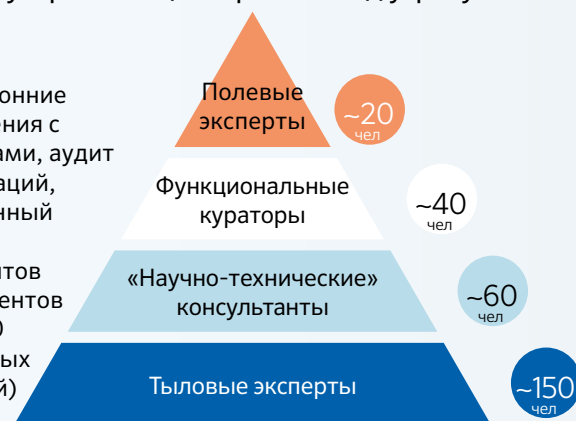 Полевые
эксперты
~20
чел
онние
ения с
ами, аудит
аций,
нный
Функциональные
кураторы
~40
чел
тов
ентов
«Научно-технические»
консультанты
~60
чел
)
ых
й)
Тыловые эксперты
~150
чел